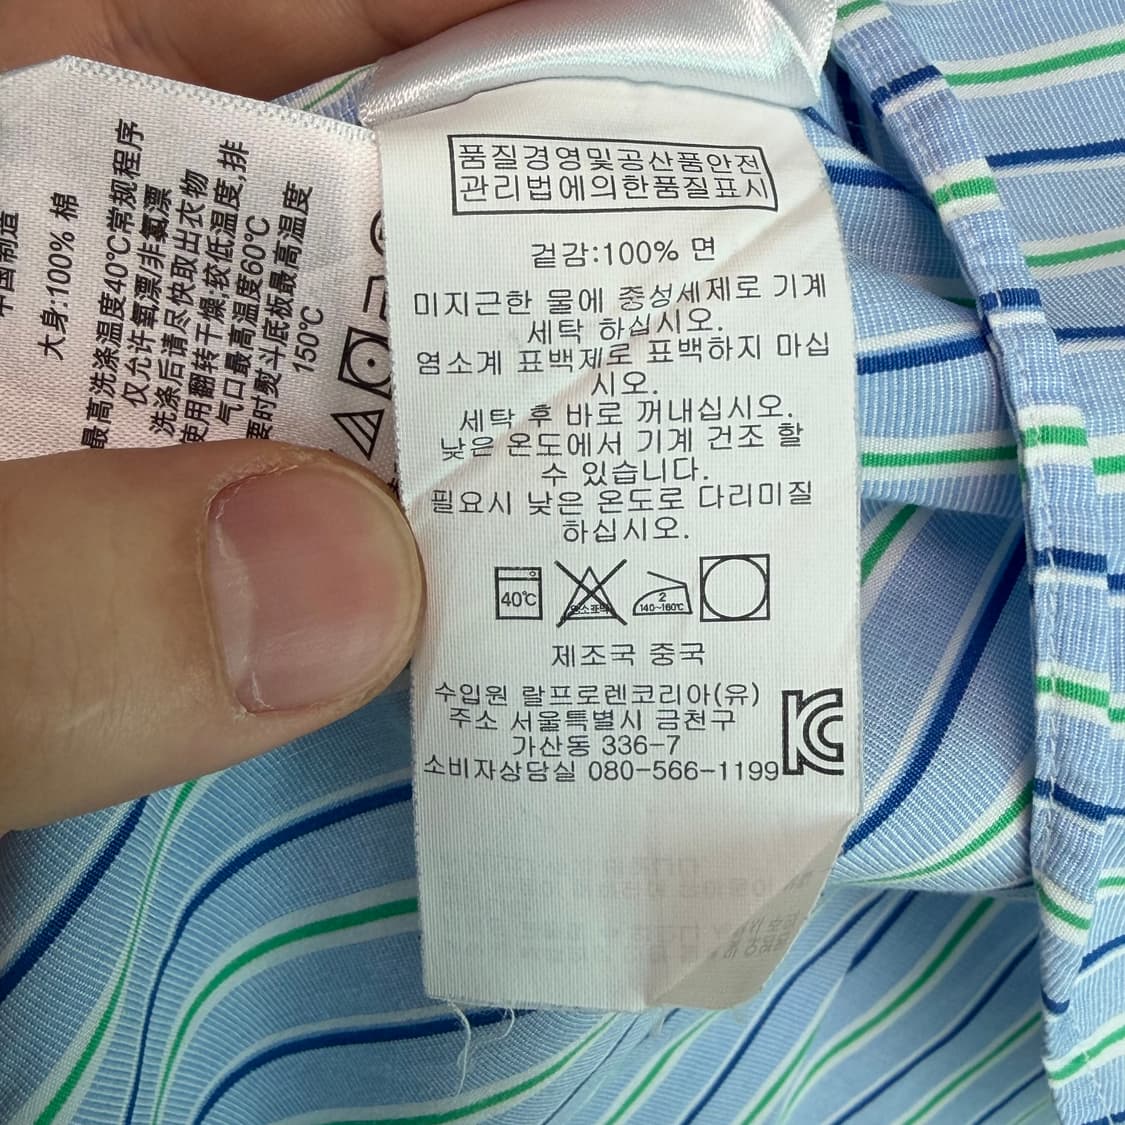 中国制造
大身:100% 棉
最高洗涤温度40℃常规程序
仅允许氧漂/非氯漂
洗涤后请尽快取出衣物
使用翻转干燥较低温度,排
气口最高温度60℃
要时熨斗底板最高温度
150℃
품질경영및공산품안전
관리법에의한품질표시
겉감:100% 면
미지근한 물에 중성세제로 기계
세탁 하십시오.
염소계 표백제로 표백하지 마십
시오.
세탁 후 바로 꺼내십시오.
낮은 온도에서 기계 건조 할
수 있습니다.
필요시 낮은 온도로 다리미질
하십시오.
40℃ 염소표백 2 140~160℃
제조국 중국
수입원 랄프로렌코리아(유)
주소 서울특별시 금천구
가산동 336-7
소비자상담실 080-566-1199